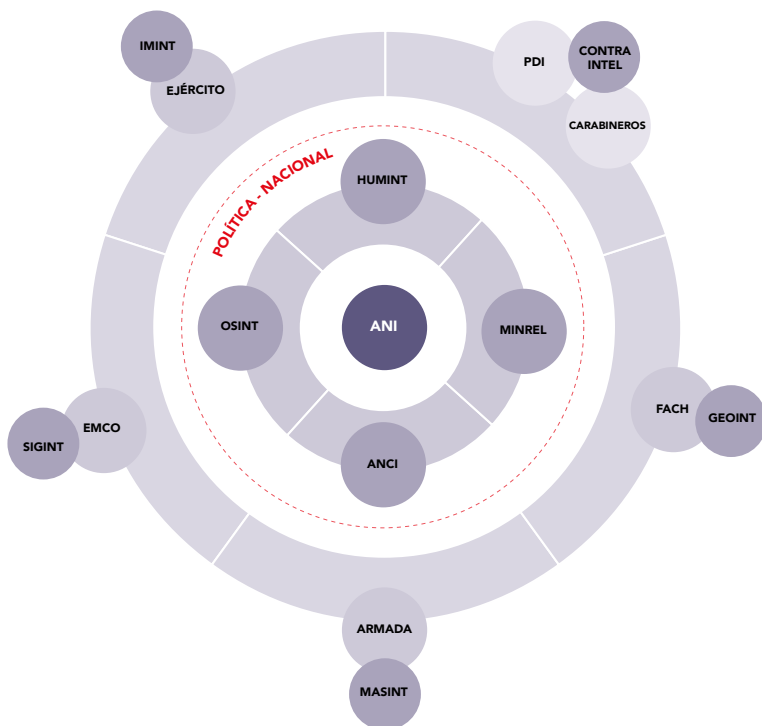 IMINT
EJÉRCITO
PDI
CONTRA
INTEL
CARABINEROS
POLÍTICA - NACIONAL
HUMINT
OSINT
ANI
MINREL
ANCI
EMCO
SIGINT
FACH
GEOINT
ARMADA
MASINT